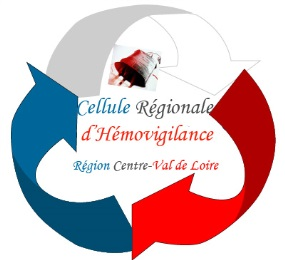 Cellule Régionale
d'Hémovigilance
Région Centre-Val de Loire